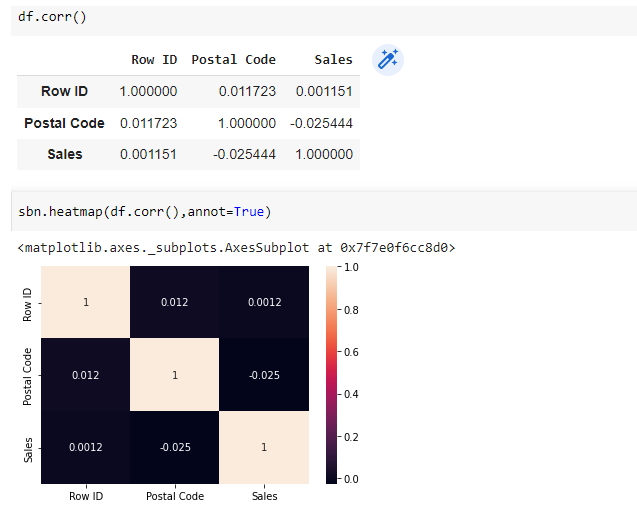 df.corr()
Row ID Postal Code Sales
Row ID 1.000000 0.011723 0.001151
Postal Code 0.011723 1.000000 -0.025444
Sales 0.001151 -0.025444 1.000000
sbn.heatmap(df.corr(),annot=True)
<matplotlib.axes._subplots.AxesSubplot at 0x7f7e0f6cc8d0>
Row ID 1 0.012 0.0012
Postal Code 0.012 1 -0.025
Sales 0.0012 -0.025 1
Row ID Postal Code Sales
1.0
0.8
0.6
0.4
0.2
0.0